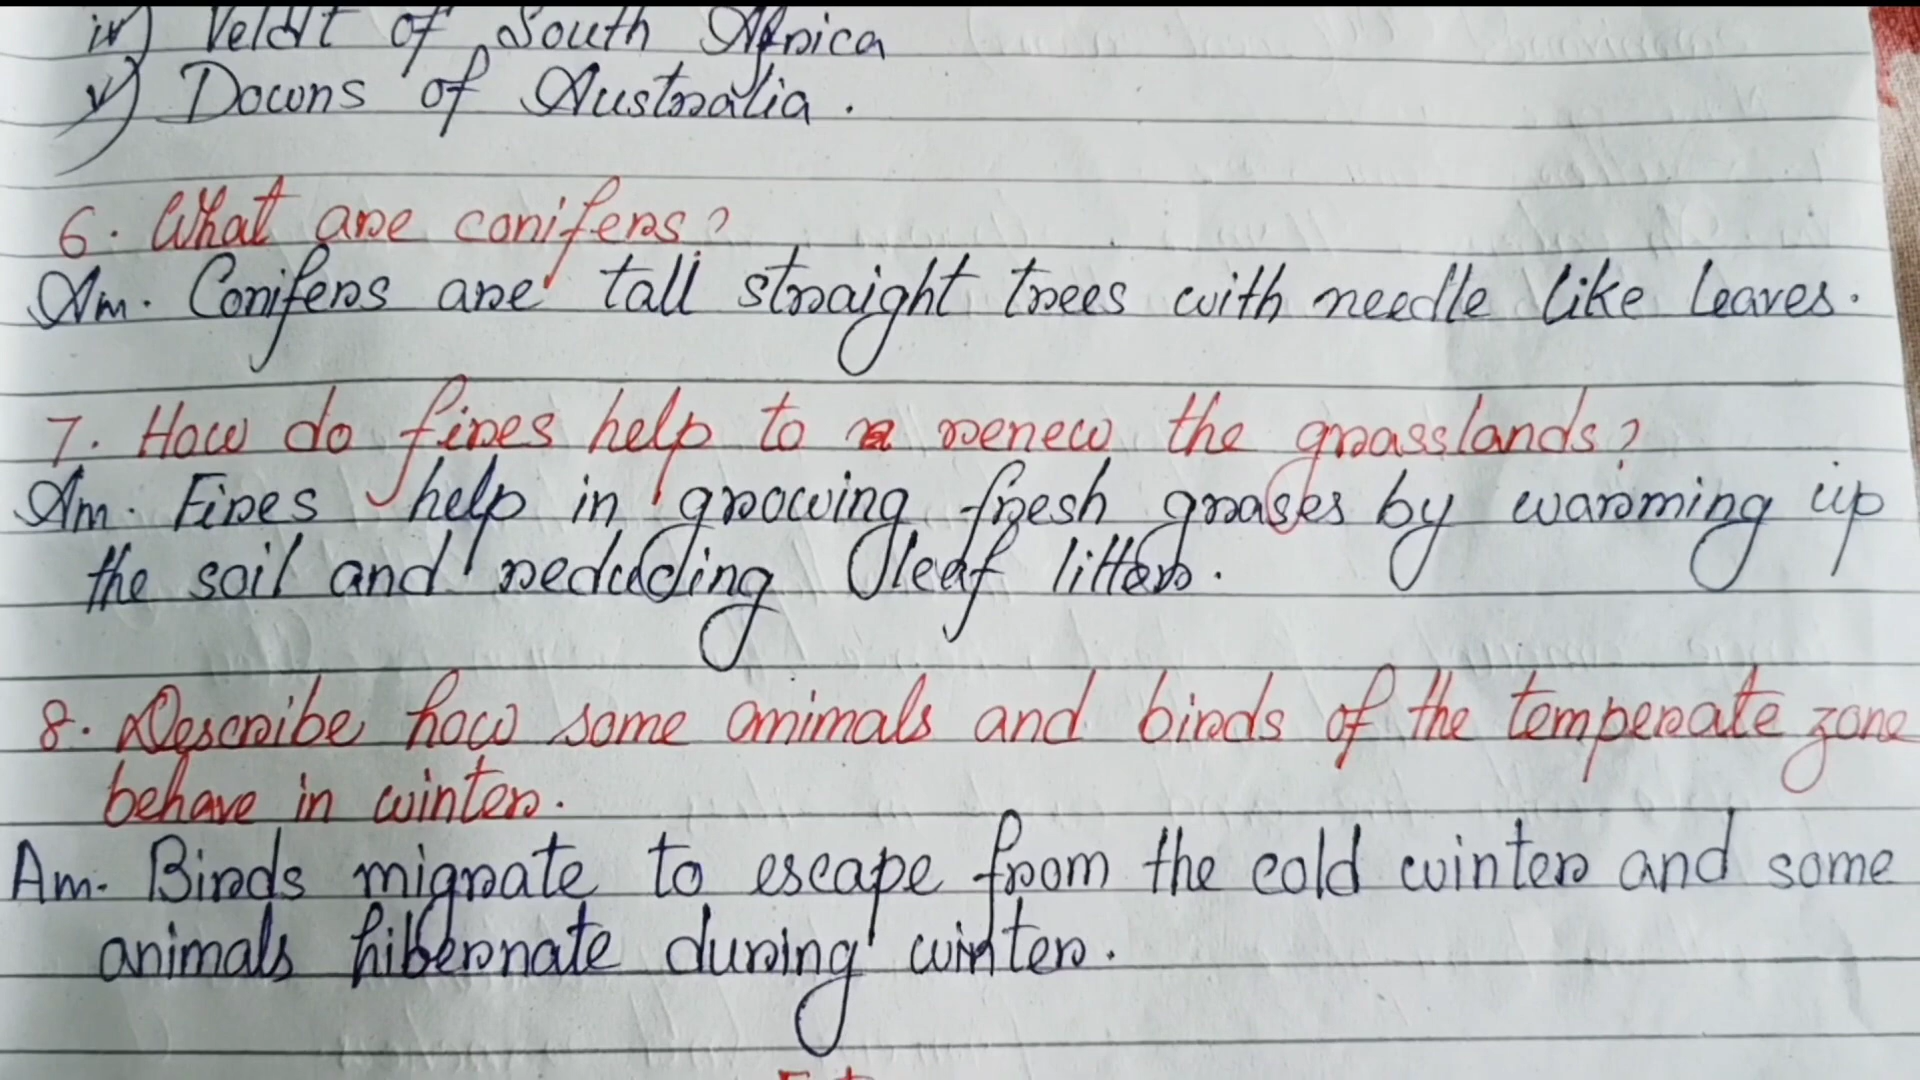 iv) Veldt of South Africa
v) Downs of Australia.
6. What are conifers?
Ans. Conifers are tall straight trees with needle like leaves.
7. How do fires help to renew the grasslands?
Ans. Fires help in growing fresh grasses by warming up
the soil and reducing leaf litter.
8. Describe how some animals and birds of the temperate zone
behave in winter.
Ans. Birds migrate to escape from the cold winter and some
animals hibernate during winter.